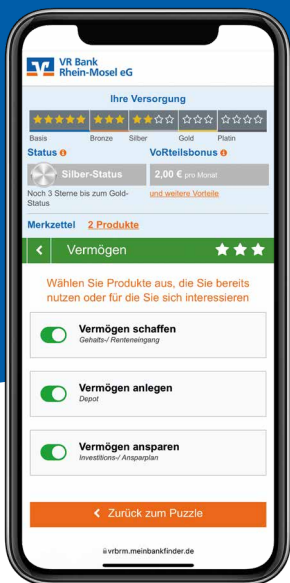 VR Bank
Rhein-Mosel eG
Ihre Versorgung
Basis Bronze Silber Gold Platin
Status VoRteilsbonus
Silber-Status 2,00 € pro Monat
Noch 3 Sterne bis zum Gold-
Status
und weitere Vorteile
Merkzettel 2 Produkte
Vermögen
Wählen Sie Produkte aus, die Sie bereits
nutzen oder für die Sie sich interessieren
Vermögen schaffen
Gehalts-/ Renteneingang
Vermögen anlegen
Depot
Vermögen ansparen
Investitions-/ Ansparplan
Zurück zum Puzzle
vrbrm.meinbankfinder.de